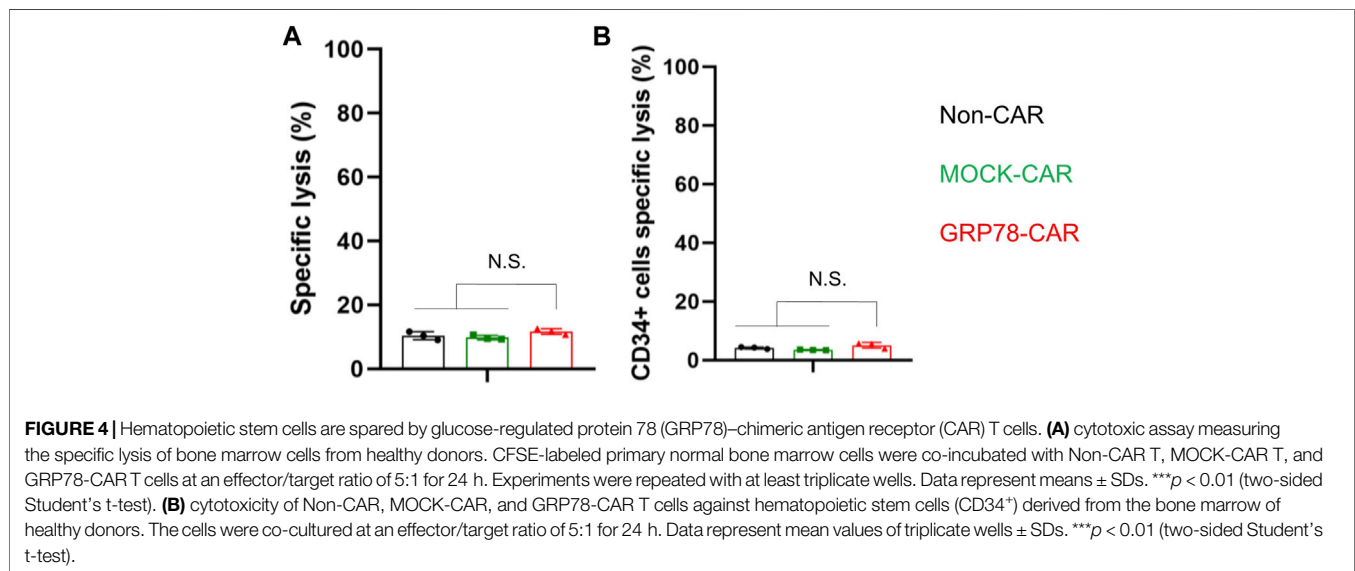 A
Specific lysis (%)
100
80
60
40
20
0
N.S.
B
CD34+ cells specific lysis (%)
100
80
60
40
20
0
N.S.
Non-CAR
MOCK-CAR
GRP78-CAR
FIGURE 4 | Hematopoietic stem cells are spared by glucose-regulated protein 78 (GRP78)–chimeric antigen receptor (CAR) T cells. (A) cytotoxic assay measuring
the specific lysis of bone marrow cells from healthy donors. CFSE-labeled primary normal bone marrow cells were co-incubated with Non-CAR T, MOCK-CAR T, and
GRP78-CAR T cells at an effector/target ratio of 5:1 for 24 h. Experiments were repeated with at least triplicate wells. Data represent means ± SDs. ***p < 0.01 (two-sided
Student's t-test). (B) cytotoxicity of Non-CAR, MOCK-CAR, and GRP78-CAR T cells against hematopoietic stem cells (CD34⁺) derived from the bone marrow of
healthy donors. The cells were co-cultured at an effector/target ratio of 5:1 for 24 h. Data represent mean values of triplicate wells ± SDs. ***p < 0.01 (two-sided Student's
t-test).